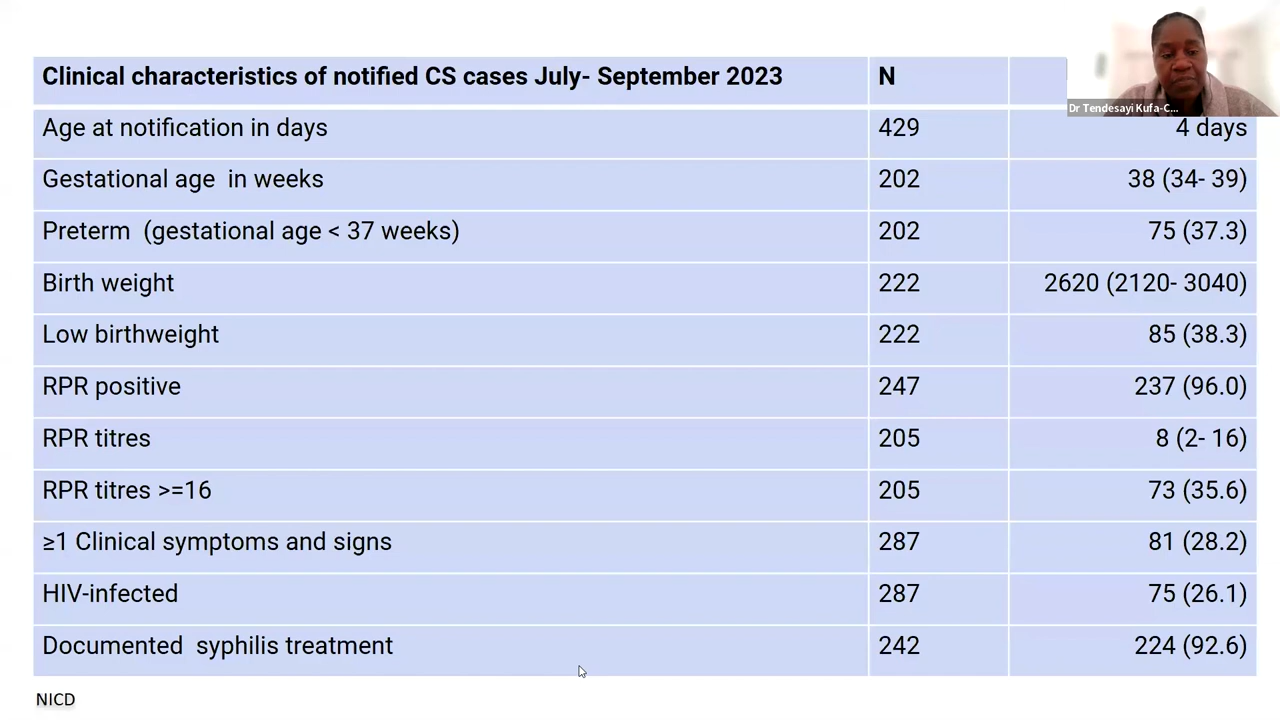 Clinical characteristics of notified CS cases July- September 2023 N
Dr Tendesayi Kufa-C...
Age at notification in days 429 4 days
Gestational age in weeks 202 38 (34- 39)
Preterm (gestational age < 37 weeks) 202 75 (37.3)
Birth weight 222 2620 (2120- 3040)
Low birthweight 222 85 (38.3)
RPR positive 247 237 (96.0)
RPR titres 205 8 (2- 16)
RPR titres >=16 205 73 (35.6)
≥1 Clinical symptoms and signs 287 81 (28.2)
HIV-infected 287 75 (26.1)
Documented syphilis treatment 242 224 (92.6)
NICD